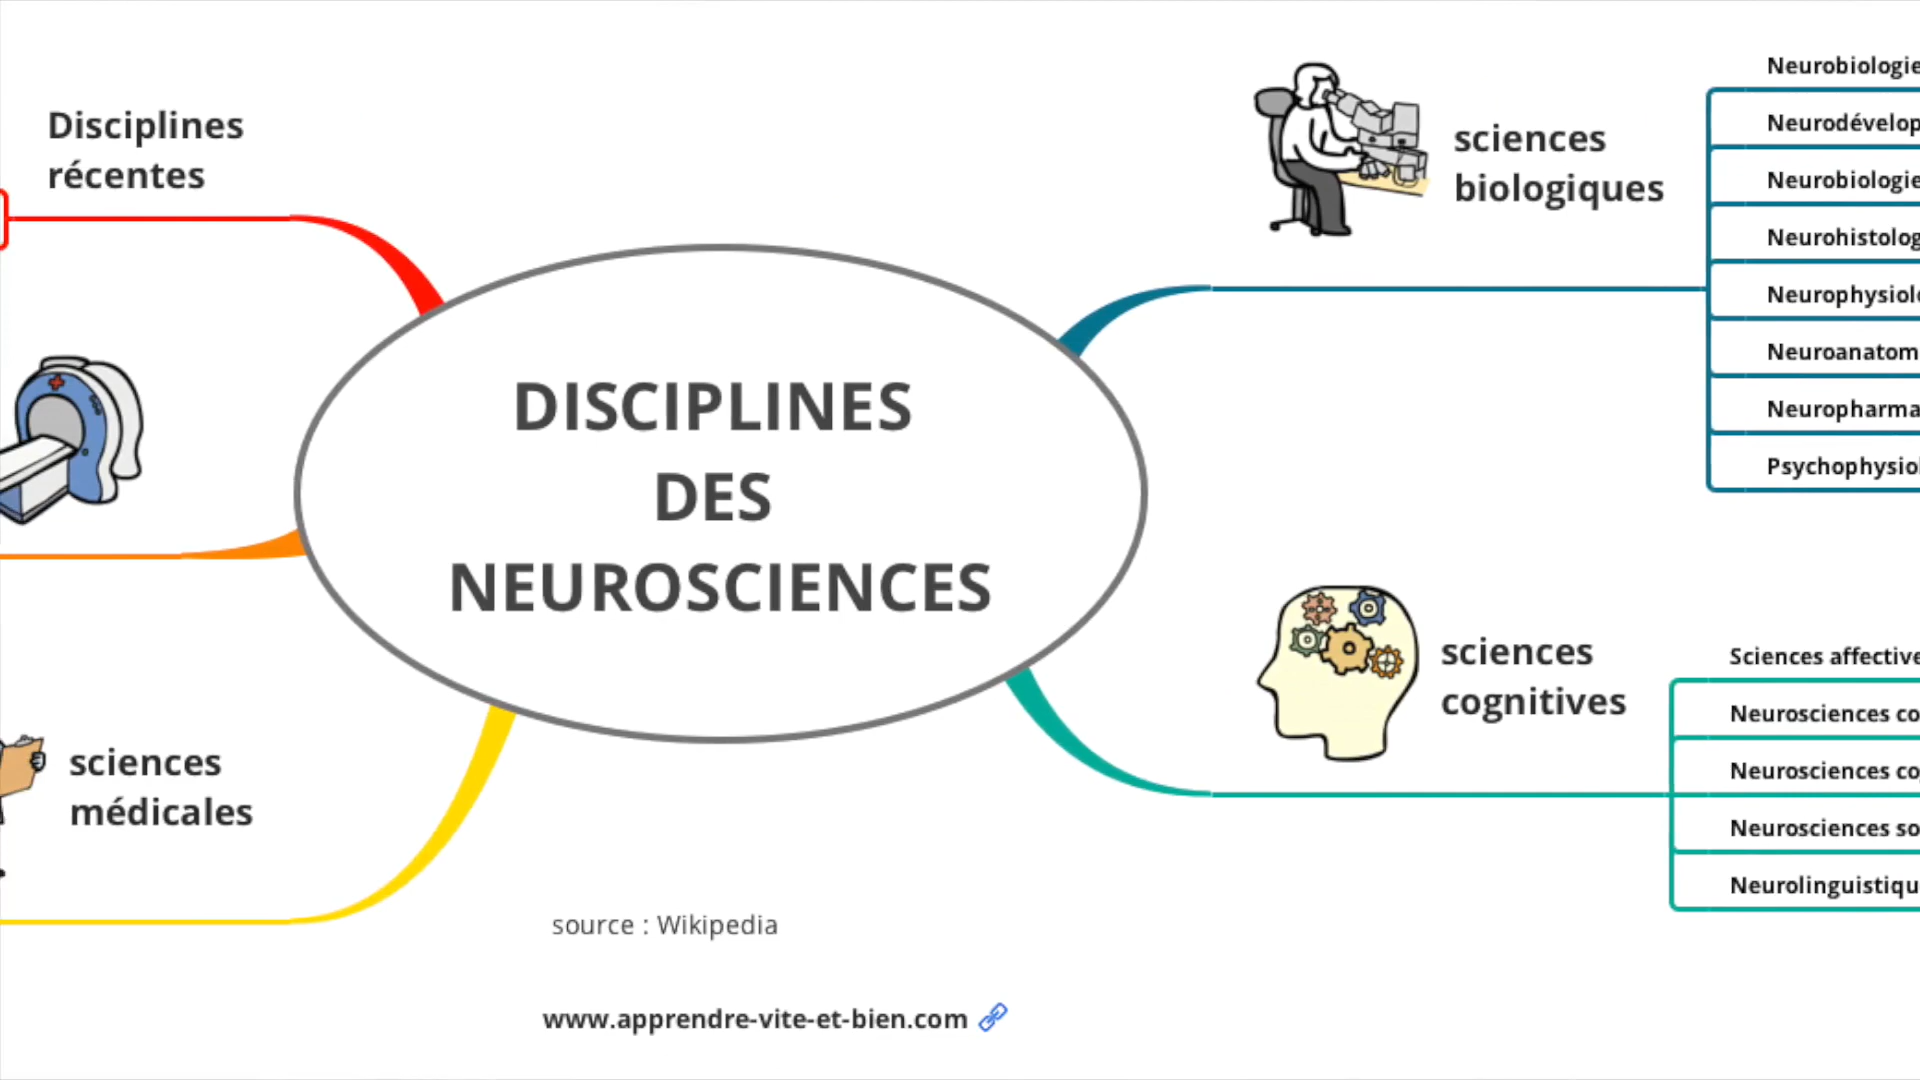 Disciplines
récentes
DISCIPLINES
DES
NEUROSCIENCES
sciences
biologiques
Neurobiologie
Neurodévelop
Neurobiologie
Neurohistolog
Neurophysiol
Neuroanatom
Neuropharma
Psychophysiol
sciences
cognitives
Sciences affective
Neurosciences co
Neurosciences co
Neurosciences so
Neurolinguistiqu
sciences
médicales
source : Wikipedia
www.apprendre-vite-et-bien.com